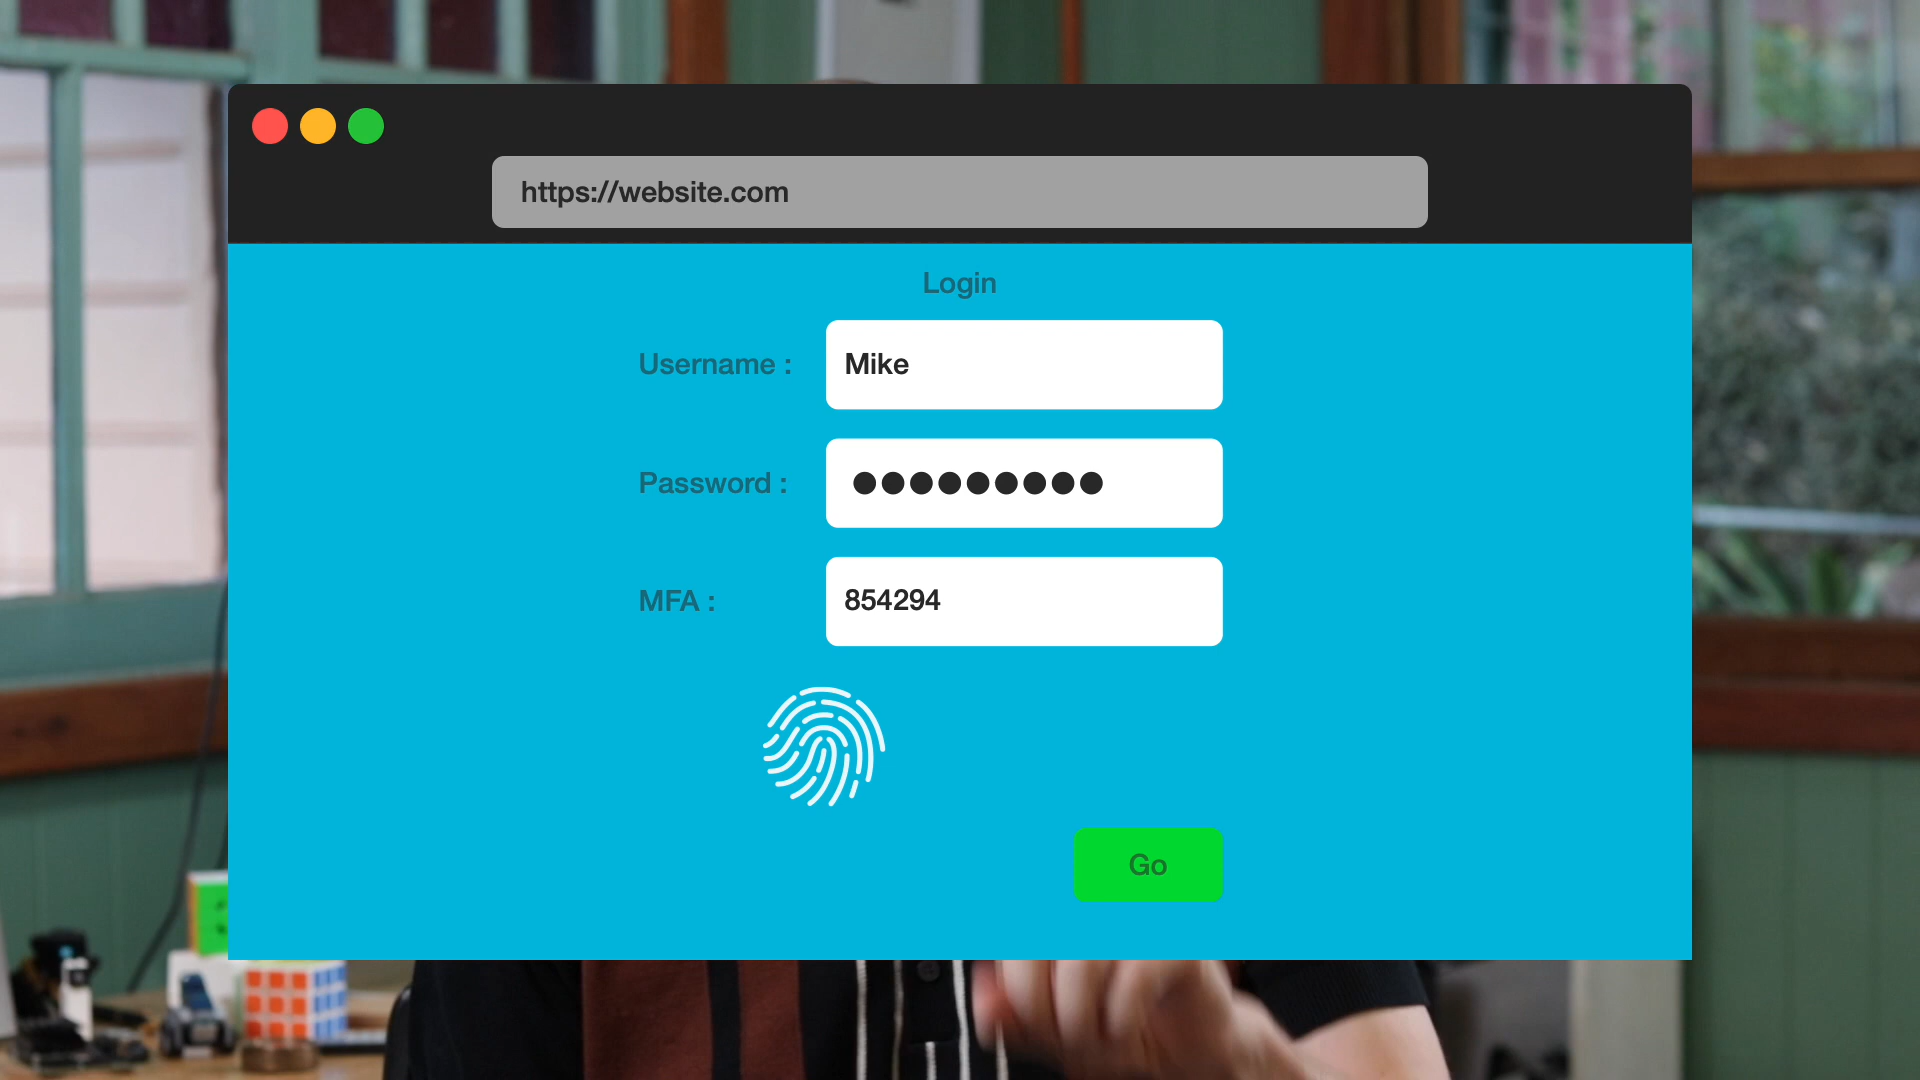 https://website.com
Login
Username : Mike
Password : ●●●●●●●●●
MFA : 854294
Go